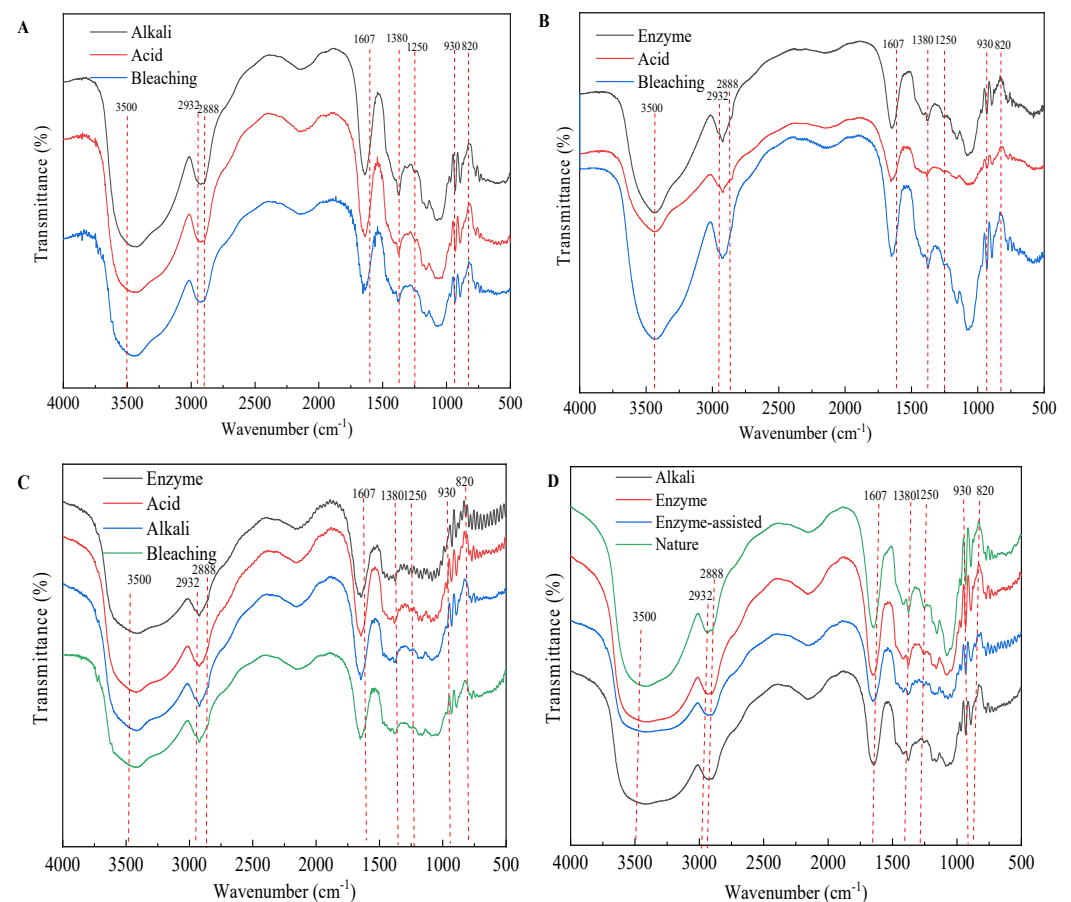 A
Alkali
Acid
Bleaching
3500
2932
2888
1607
1380
1250
930
820
Transmittance (%)
4000 3500 3000 2500 2000 1500 1000 500
Wavenumber (cm⁻¹)
B
Enzyme
Acid
Bleaching
3500
2932
2888
1607
1380
1250
930
820
Transmittance (%)
4000 3500 3000 2500 2000 1500 1000 500
Wavenumber (cm⁻¹)
C
Enzyme
Acid
Alkali
Bleaching
3500
2932
2888
1607
1380
1250
930
820
Transmittance (%)
4000 3500 3000 2500 2000 1500 1000 500
Wavenumber (cm⁻¹)
D
Alkali
Enzyme
Enzyme-assisted
Nature
3500
2932
2888
1607
1380
1250
930
820
Transmittance (%)
4000 3500 3000 2500 2000 1500 1000 500
Wavenumber (cm⁻¹)